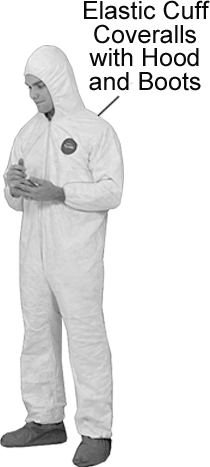 Elastic Cuff
Coveralls
with Hood
and Boots